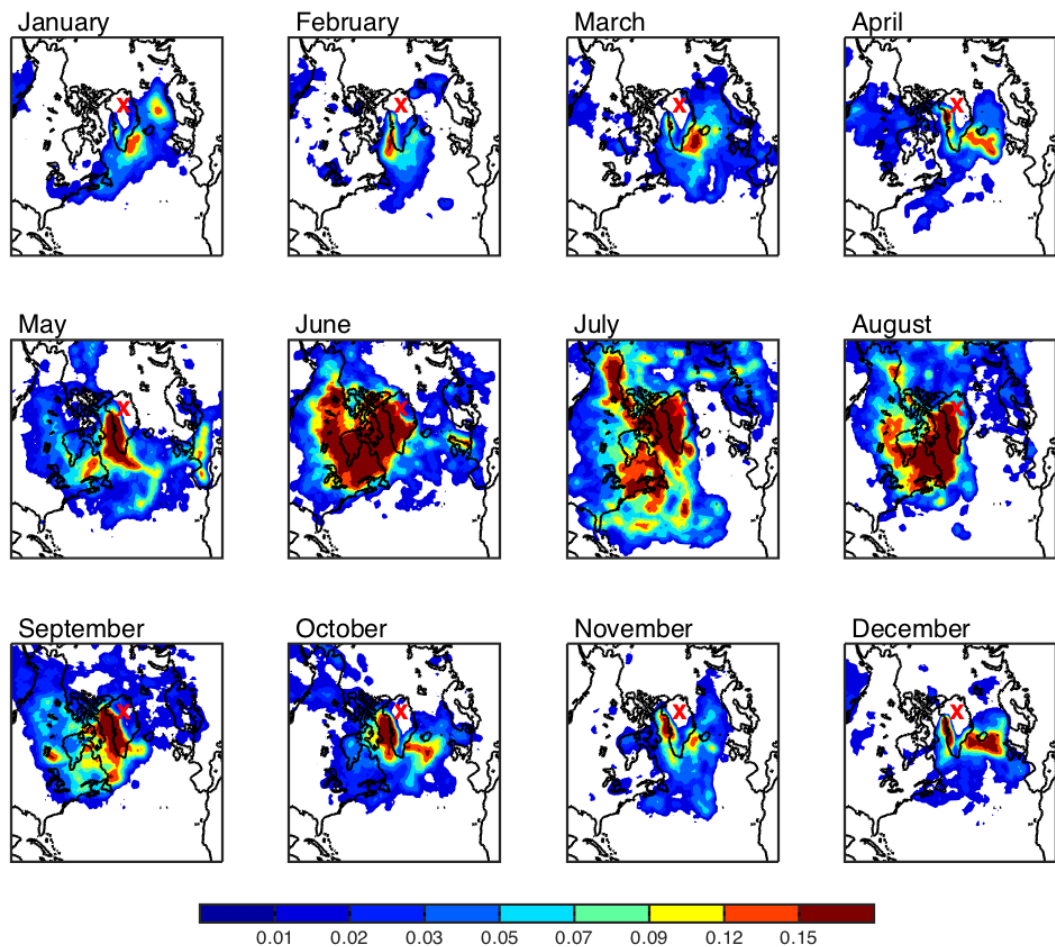 January February March April
x x x x
May June July August
x x x x
September October November December
x x x x
0.01 0.02 0.03 0.05 0.07 0.09 0.12 0.15